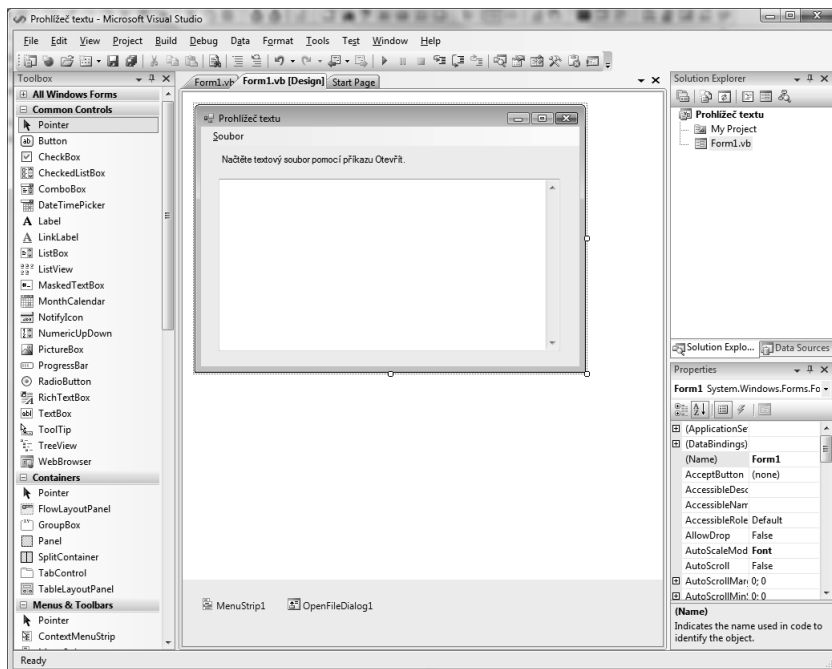 Prohlížeč textu - Microsoft Visual Studio
File Edit View Project Build Debug Data Format Tools Test Window Help
Toolbox
All Windows Forms
Common Controls
Pointer
Button
CheckBox
CheckedListBox
ComboBox
DateTimePicker
Label
LinkLabel
ListBox
ListView
MaskedTextBox
MonthCalendar
NotifyIcon
NumericUpDown
PictureBox
ProgressBar
RadioButton
RichTextBox
TextBox
ToolTip
TreeView
WebBrowser
Containers
Pointer
FlowLayoutPanel
GroupBox
Panel
SplitContainer
TabControl
TableLayoutPanel
Menus & Toolbars
Pointer
ContextMenuStrip
Form1.vb Form1.vb [Design] Start Page
Prohlížeč textu
Soubor
Načtěte textový soubor pomocí příkazu Otevřít.
MenuStrip1 OpenFileDialog1
Solution Explorer
Prohlížeč textu
My Project
Form1.vb
Solution Explo... Data Sources
Properties
Form1 System.Windows.Forms.Fo
(ApplicationSe
(DataBindings)
(Name) Form1
AcceptButton (none)
AccessibleDesc
AccessibleNam
AccessibleRole Default
AllowDrop False
AutoScaleMod Font
AutoScroll False
AutoScrollMar 0; 0
AutoScrollMin 0; 0
(Name)
Indicates the name used in code to
identify the object.
Ready